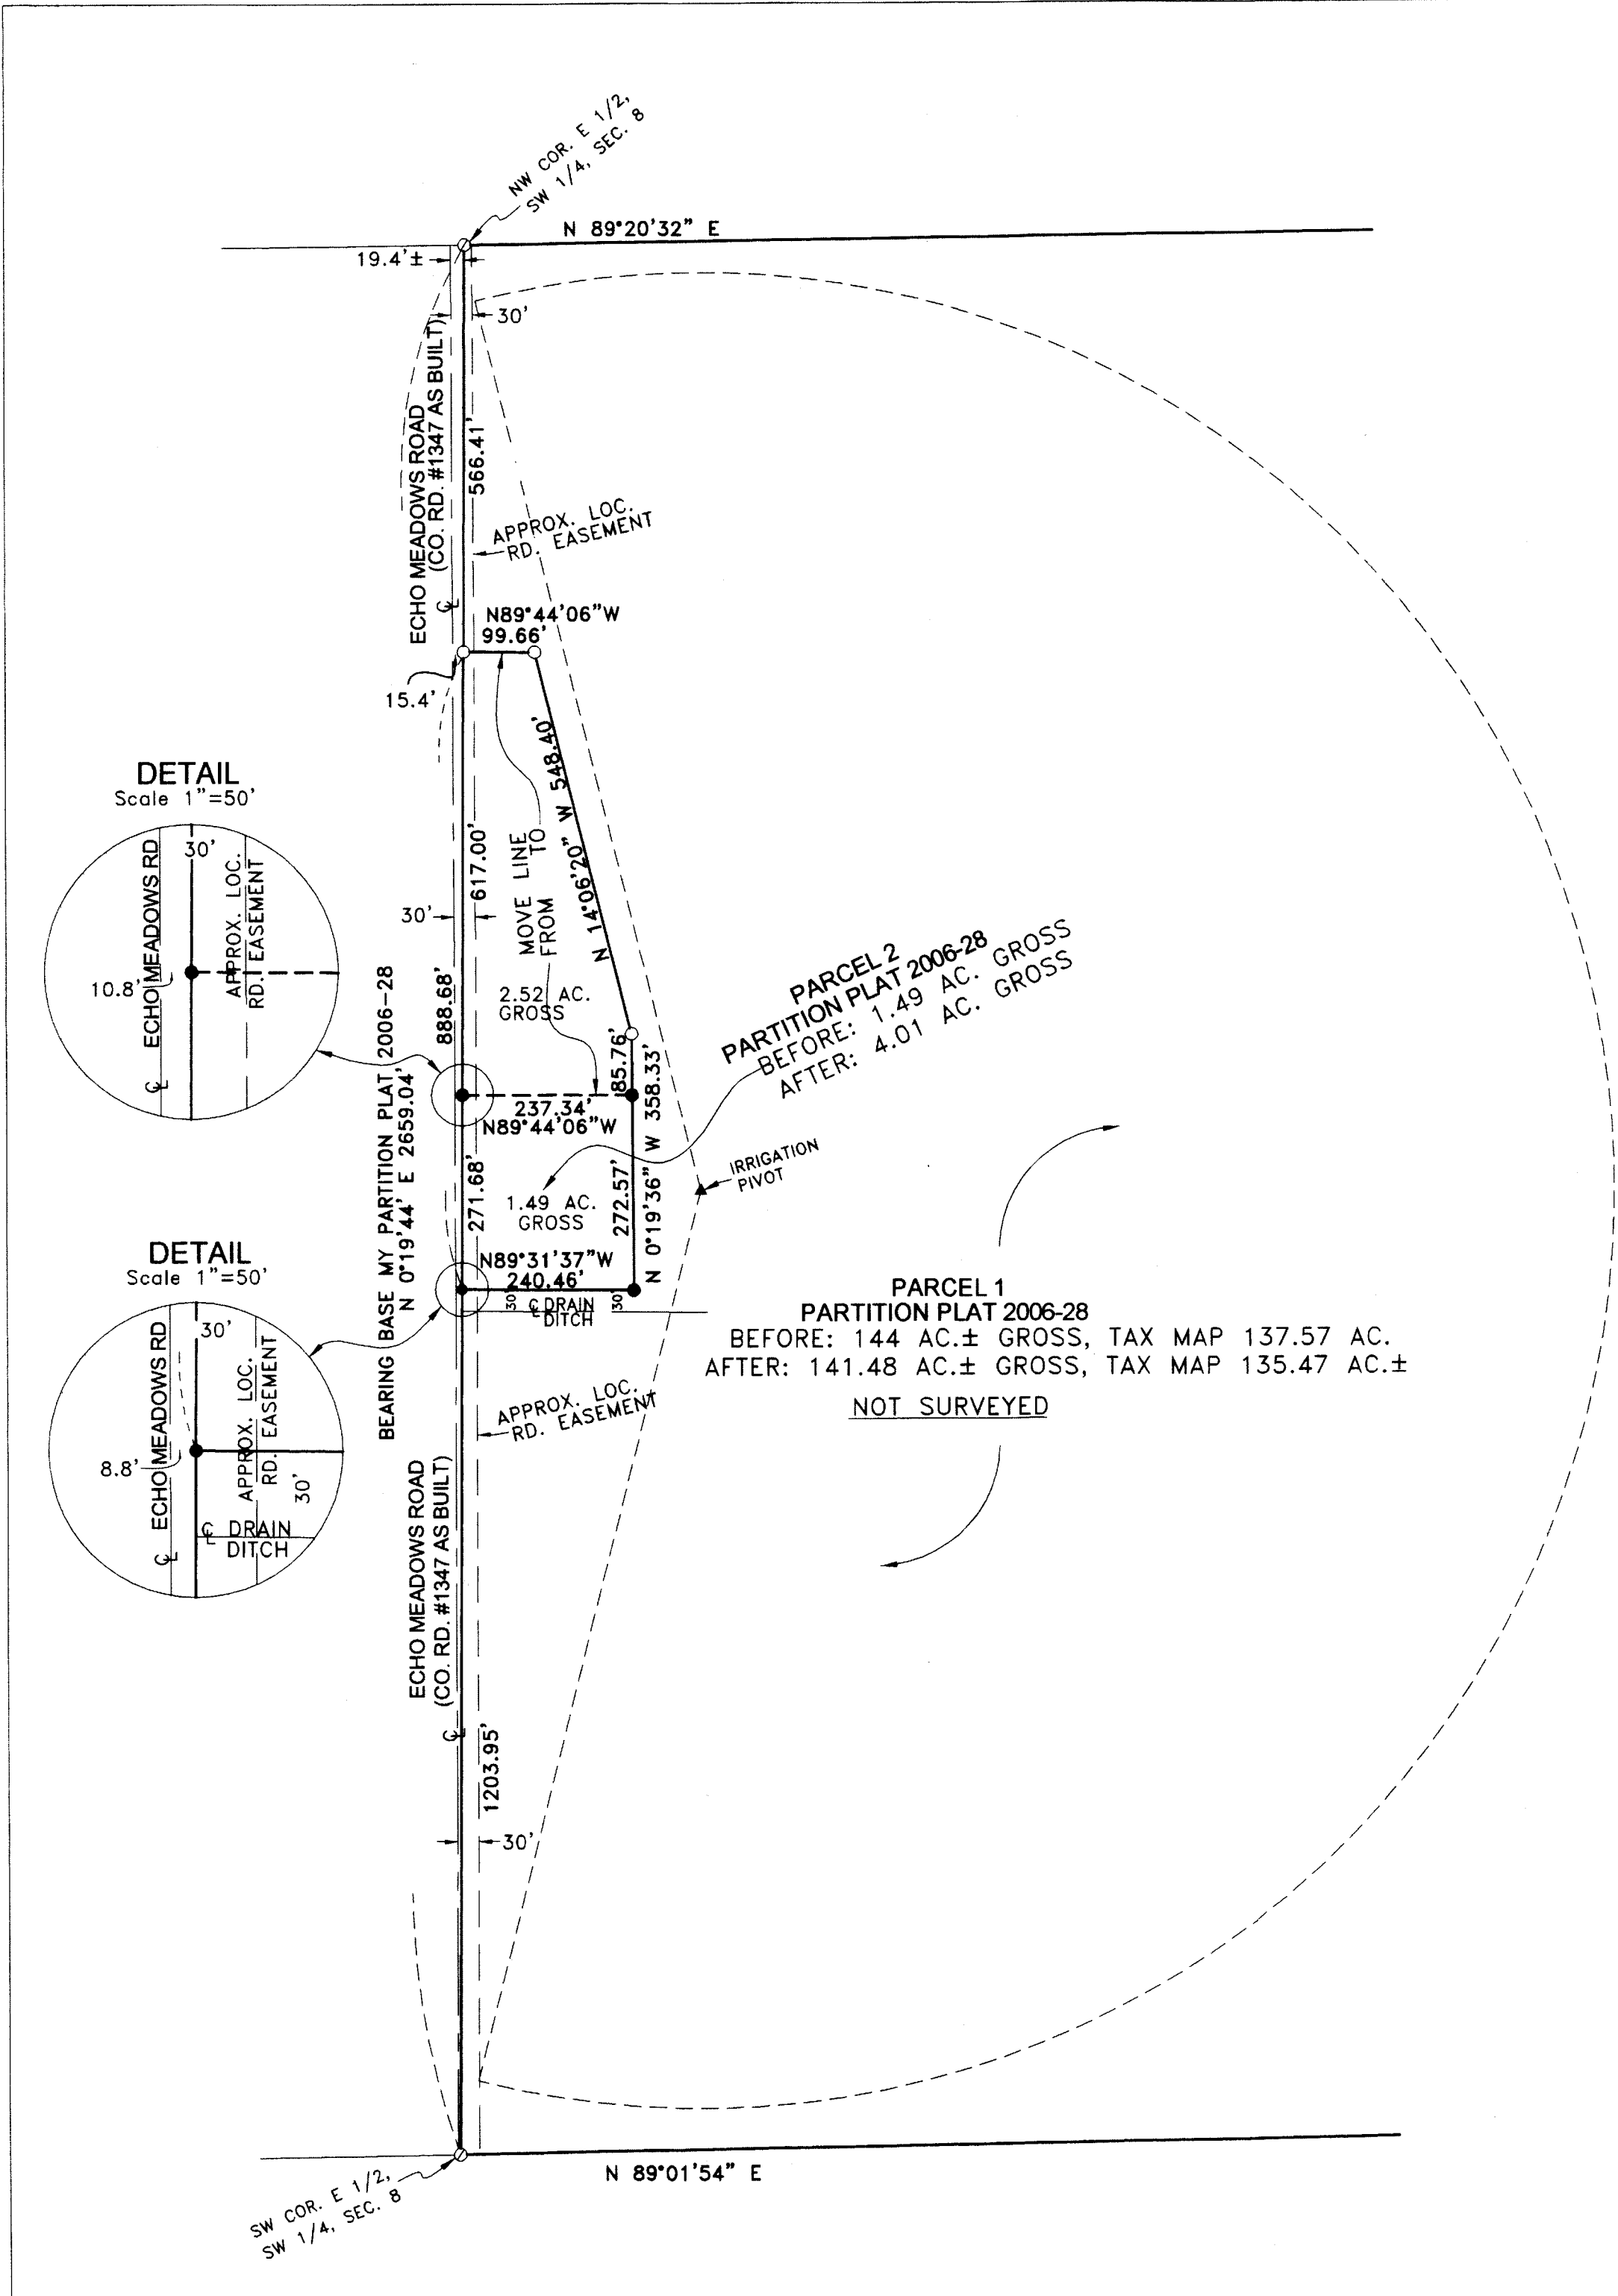 NW COR. E 1/2,
SW 1/4, SEC. 8
N 89°20'32" E
19.4'±
30'
ECHO MEADOWS ROAD
(CO. RD. #1347 AS BUILT)
566.41'
APPROX. LOC.
RD. EASEMENT
℄
N89°44'06"W
99.66'
15.4'
N 14°06'20" W 548.40'
MOVE LINE
FROM TO
617.00'
30'
888.68'
2.52 AC.
GROSS
DETAIL
Scale 1"=50'
30'
ECHO MEADOWS RD
APPROX. LOC.
RD. EASEMENT
10.8'
℄
PARCEL 2
PARTITION PLAT 2006-28
BEFORE: 1.49 AC. GROSS
AFTER: 4.01 AC. GROSS
BEARING BASE MY PARTITION PLAT 2006-28
N 0°19'44' E 2659.04'
85.76'
237.34'
N89°44'06"W
N 0°19'36" W 358.33'
271.68'
272.57'
1.49 AC.
GROSS
IRRIGATION
PIVOT
N89°31'37"W
240.46'
30'
℄ DRAIN
DITCH
30'
DETAIL
Scale 1"=50'
30'
ECHO MEADOWS RD
APPROX. LOC.
RD. EASEMENT
8.8'
30'
℄ DRAIN
DITCH
℄
PARCEL 1
PARTITION PLAT 2006-28
BEFORE: 144 AC.± GROSS, TAX MAP 137.57 AC.
AFTER: 141.48 AC.± GROSS, TAX MAP 135.47 AC.±
NOT SURVEYED
APPROX. LOC.
RD. EASEMENT
ECHO MEADOWS ROAD
(CO. RD. #1347 AS BUILT)
℄
1203.95'
30'
N 89°01'54" E
SW COR. E 1/2,
SW 1/4, SEC. 8